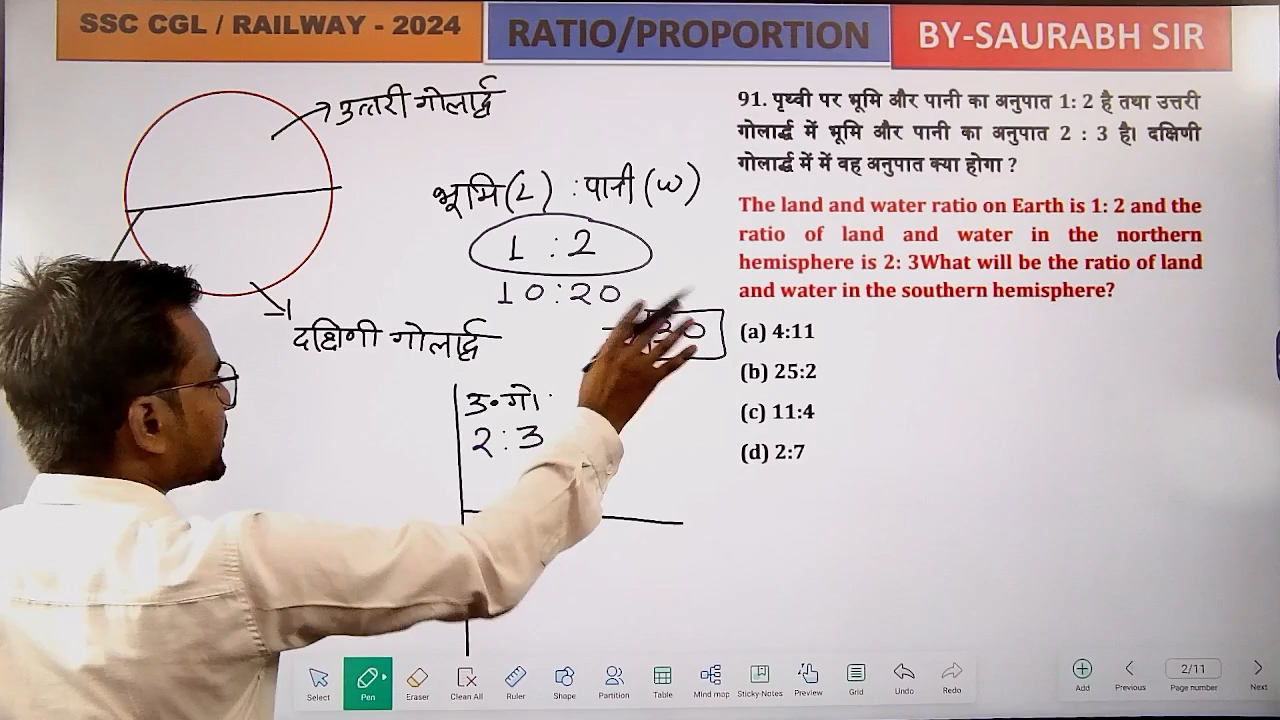 SSC CGL / RAILWAY - 2024
RATIO/PROPORTION
BY-SAURABH SIR
उत्तरी गोलार्द्ध
दक्षिणी गोलार्द्ध
भूमि (L) : पानी (W)
1 : 2
10 : 20
30
उ॰गो॰
2 : 3
91. पृथ्वी पर भूमि और पानी का अनुपात 1: 2 है तथा उत्तरी
गोलार्द्ध में भूमि और पानी का अनुपात 2 : 3 है। दक्षिणी
गोलार्द्ध में में वह अनुपात क्या होगा ?
The land and water ratio on Earth is 1: 2 and the
ratio of land and water in the northern
hemisphere is 2: 3What will be the ratio of land
and water in the southern hemisphere?
(a) 4:11
(b) 25:2
(c) 11:4
(d) 2:7
Select
Pen
Eraser
Clean All
Ruler
Shape
Partition
Table
Mind map
Sticky-Notes
Preview
Grid
Undo
Redo
Add
Previous
2/11
Page number
Next